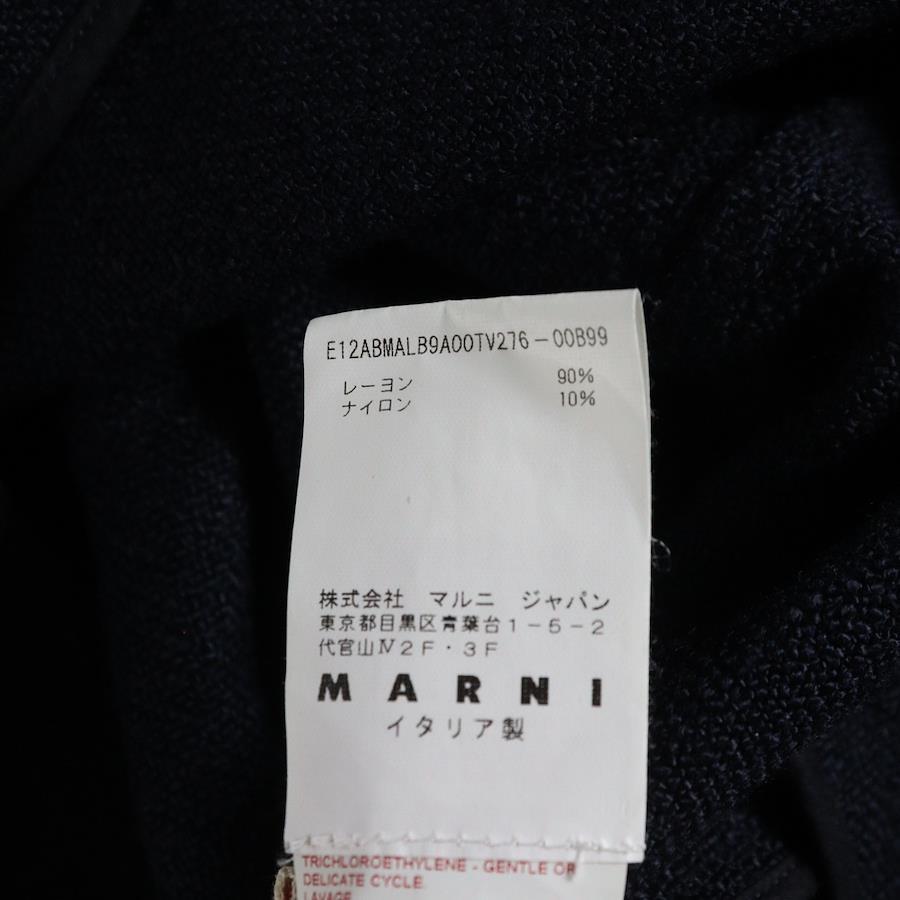 E12ABMALB9A00TV276-00B99
レーヨン 90%
ナイロン 10%
株式会社 マルニ ジャパン
東京都目黒区青葉台1-5-2
代官山Ⅳ2F・3F
MARNI
イタリア製
TRICHLOROETHYLENE - GENTLE OR
DELICATE CYCLE.
LAVAGE